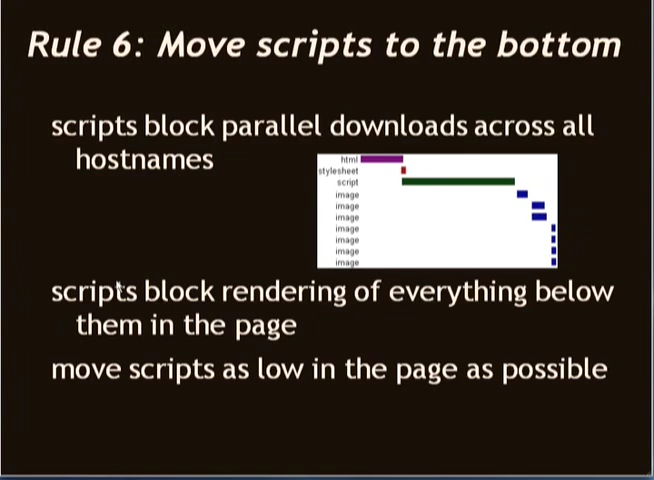 Rule 6: Move scripts to the bottom
scripts block parallel downloads across all
hostnames
html
stylesheet
script
image
image
image
image
image
image
image
scripts block rendering of everything below
them in the page
move scripts as low in the page as possible